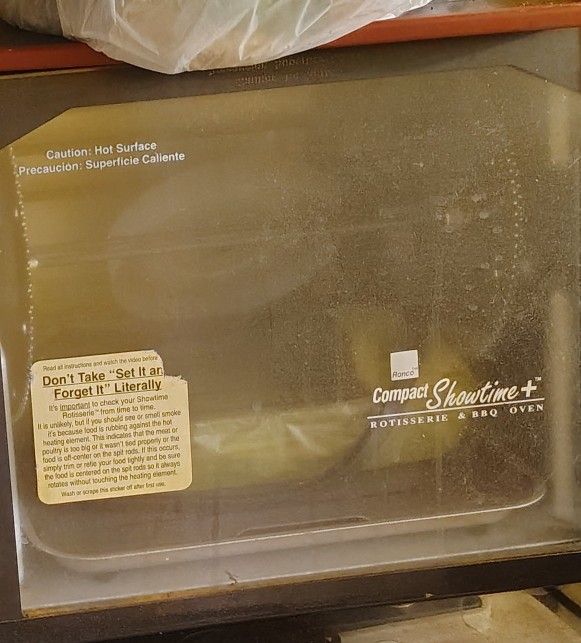 Caution: Hot Surface
Precaución: Superficie Caliente
Read all instructions and watch the video before
Don't Take "Set It an
Forget It" Literally
It's important to check your Showtime
Rotisserie™ from time to time.
It is unlikely, but if you should see or smell smoke
it's because food is rubbing against the hot
heating element. This indicates that the meat or
poultry is too big or it wasn't tied properly or the
food is off-center on the spit rods. If this occurs,
simply trim or retie your food tightly and be sure
the food is centered on the spit rods so it always
rotates without touching the heating element.
Wash or scrape this sticker off after first use.
Ronco
Compact Showtime+™
ROTISSERIE & BBQ OVEN